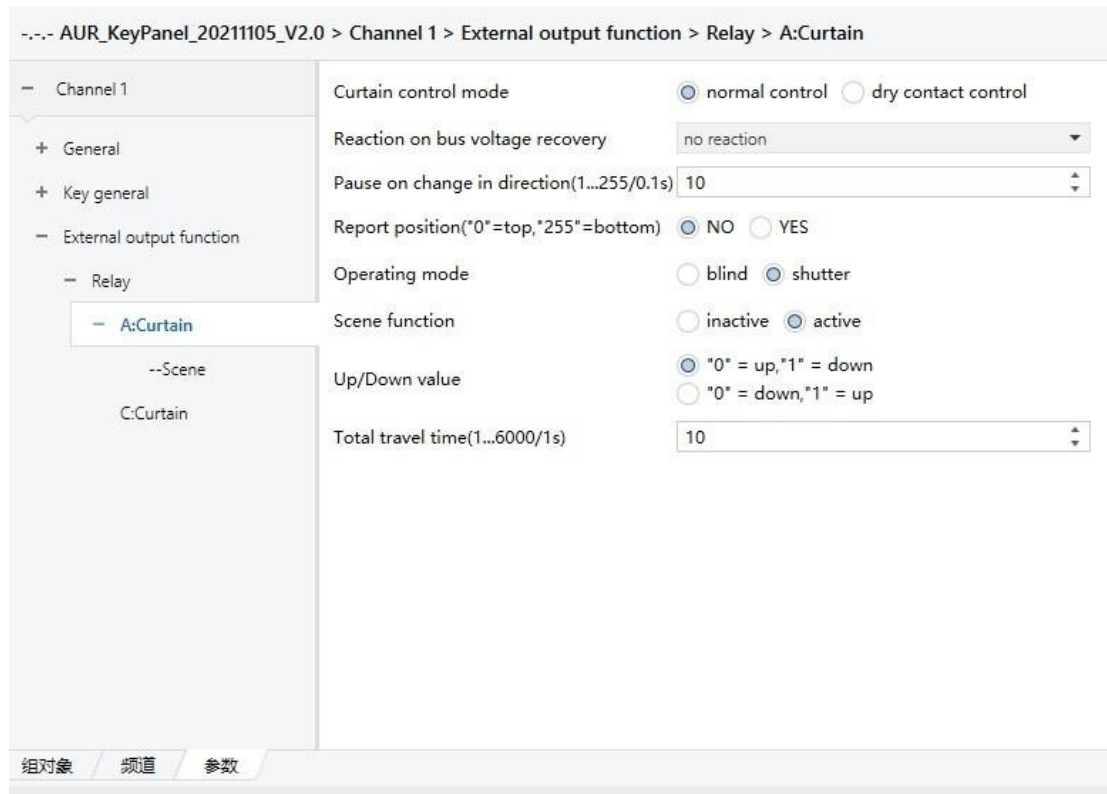 -.-.- AUR_KeyPanel_20211105_V2.0 > Channel 1 > External output function > Relay > A:Curtain
− Channel 1
+ General
+ Key general
− External output function
− Relay
− A:Curtain
--Scene
C:Curtain
Curtain control mode normal control dry contact control
Reaction on bus voltage recovery no reaction
Pause on change in direction(1...255/0.1s) 10
Report position("0"=top,"255"=bottom) NO YES
Operating mode blind shutter
Scene function inactive active
Up/Down value "0" = up,"1" = down
"0" = down,"1" = up
Total travel time(1...6000/1s) 10
组对象 频道 参数